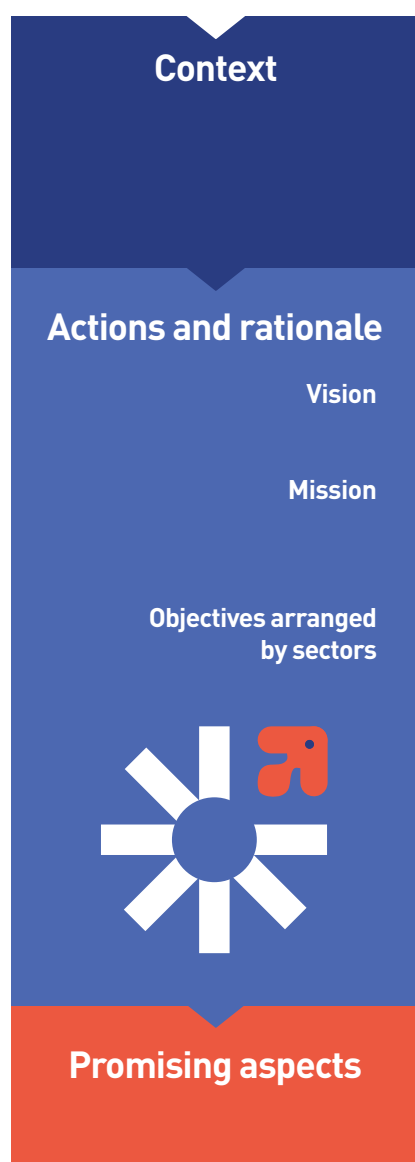 Context
Actions and rationale
Vision
Mission
Objectives arranged
by sectors
Promising aspects